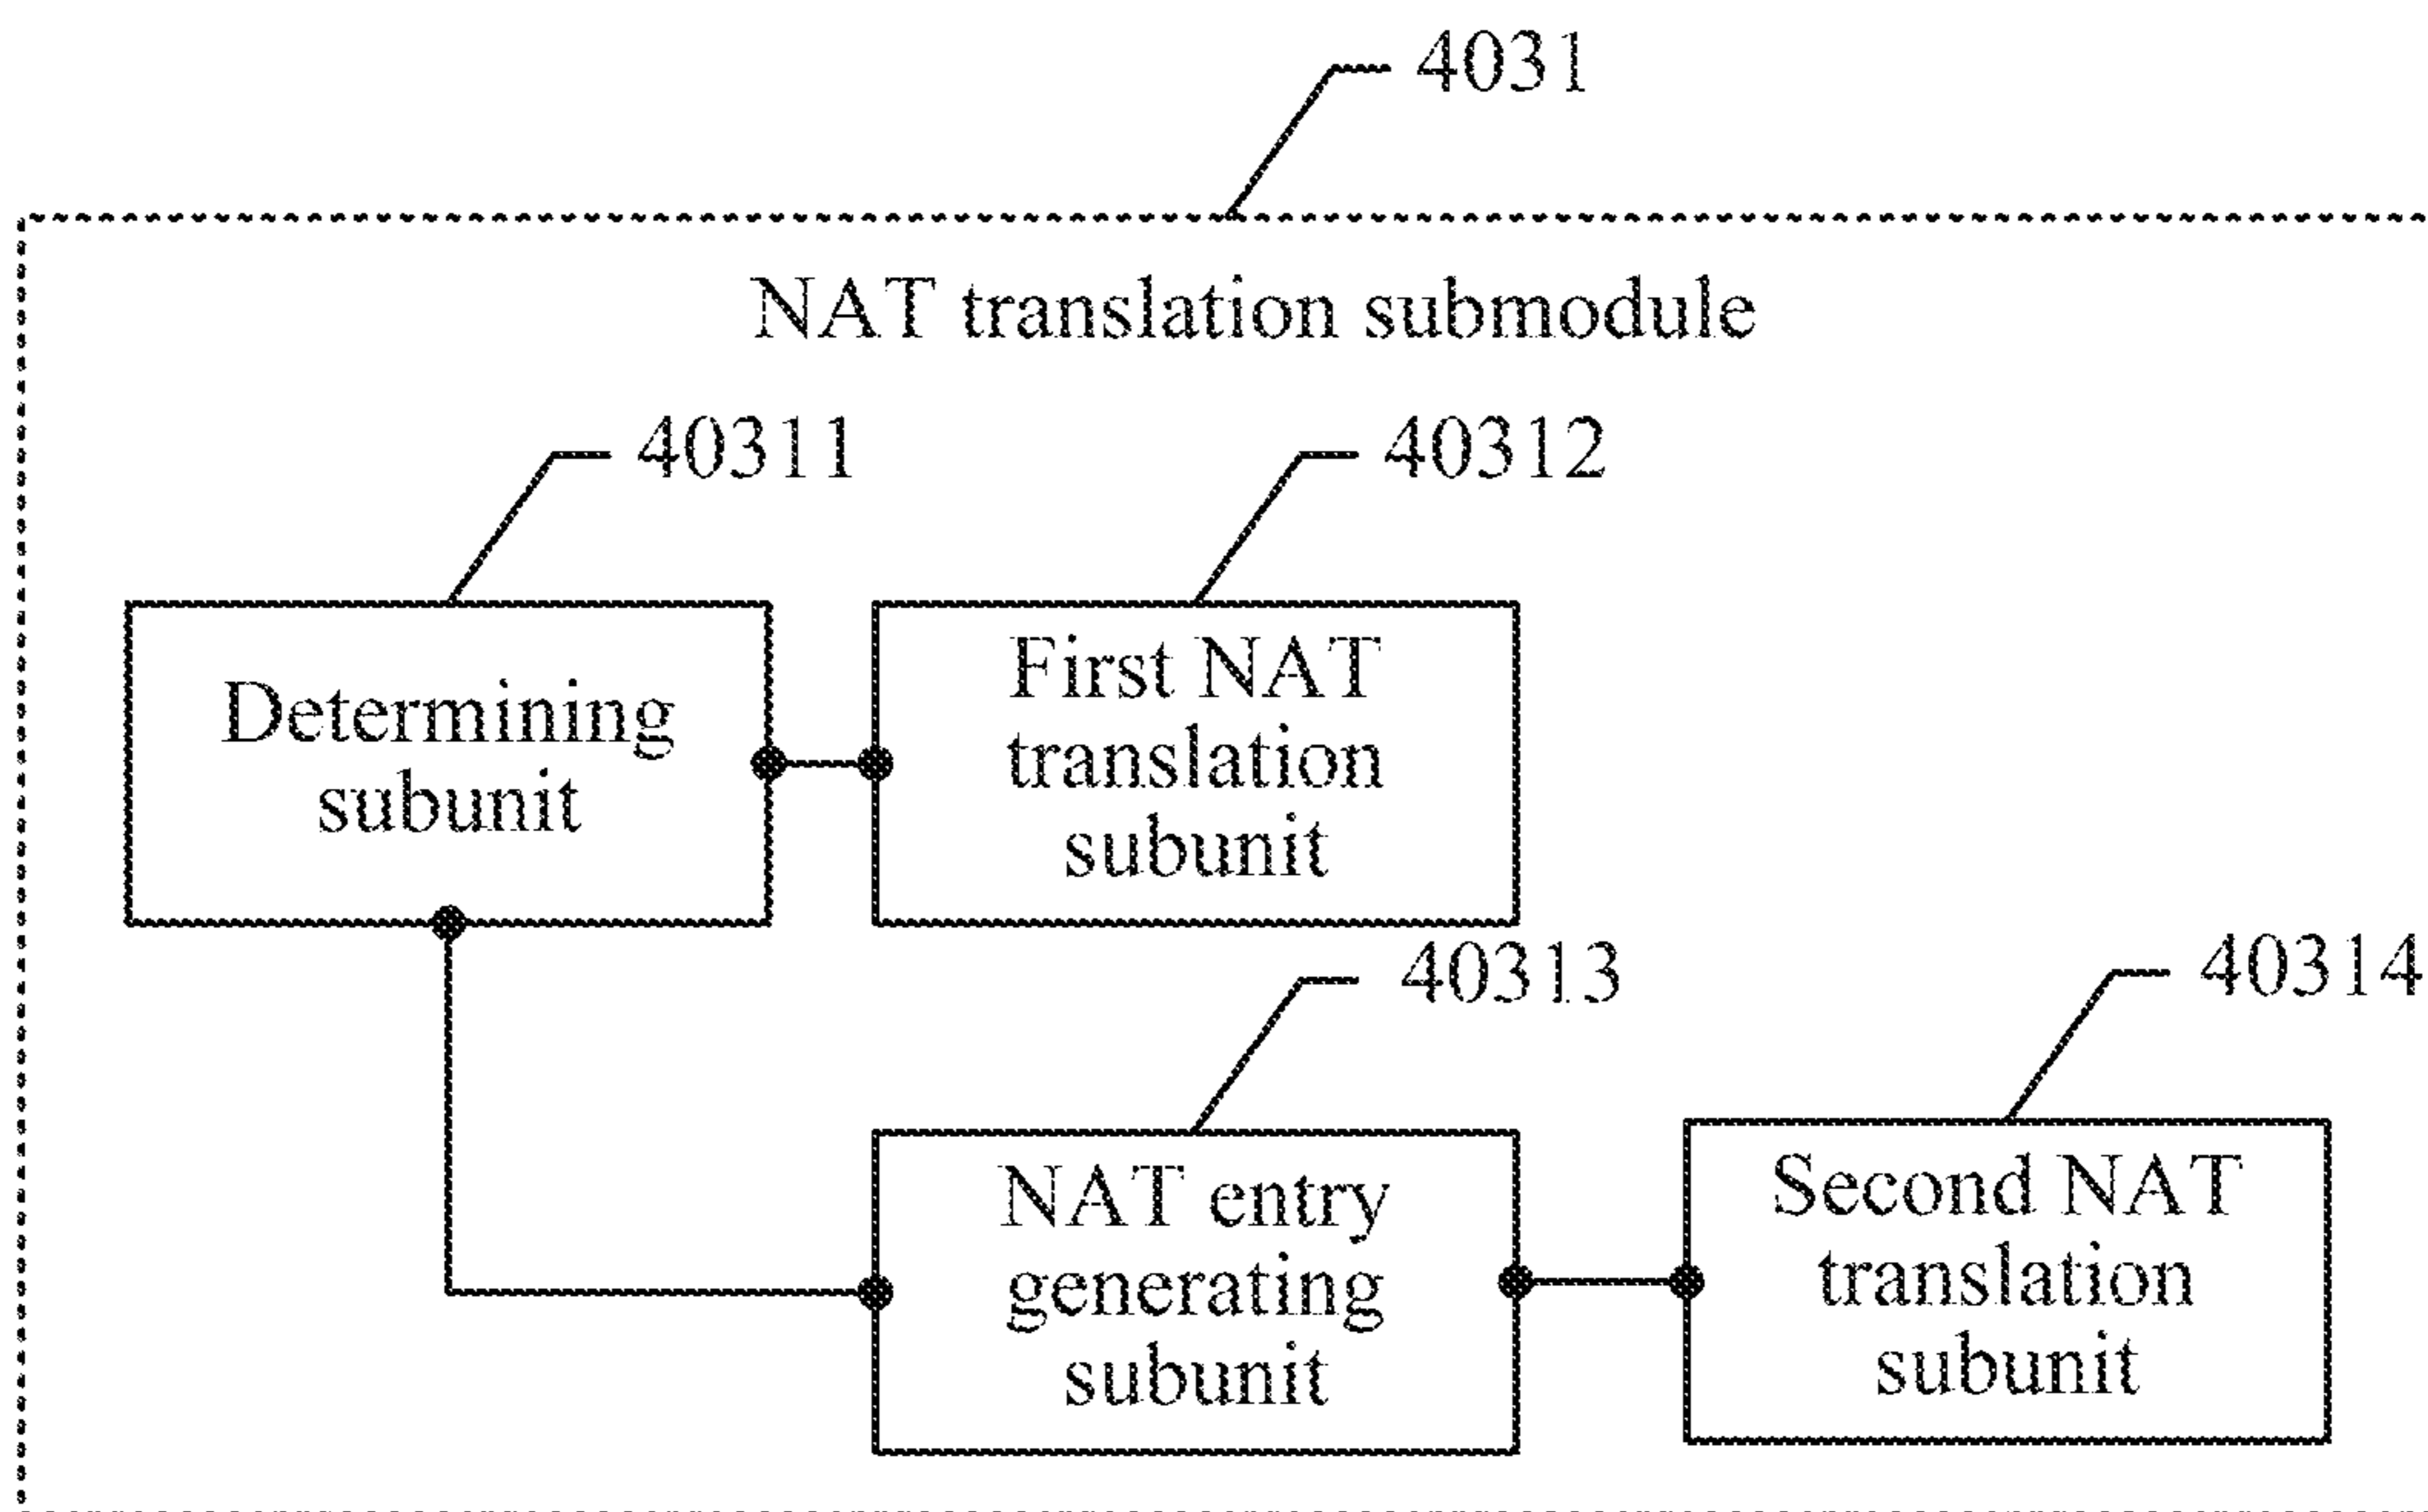 4031
NAT translation submodule
40311
40312
Determining
subunit
First NAT
translation
subunit
40313
40314
NAT entry
generating
subunit
Second NAT
translation
subunit